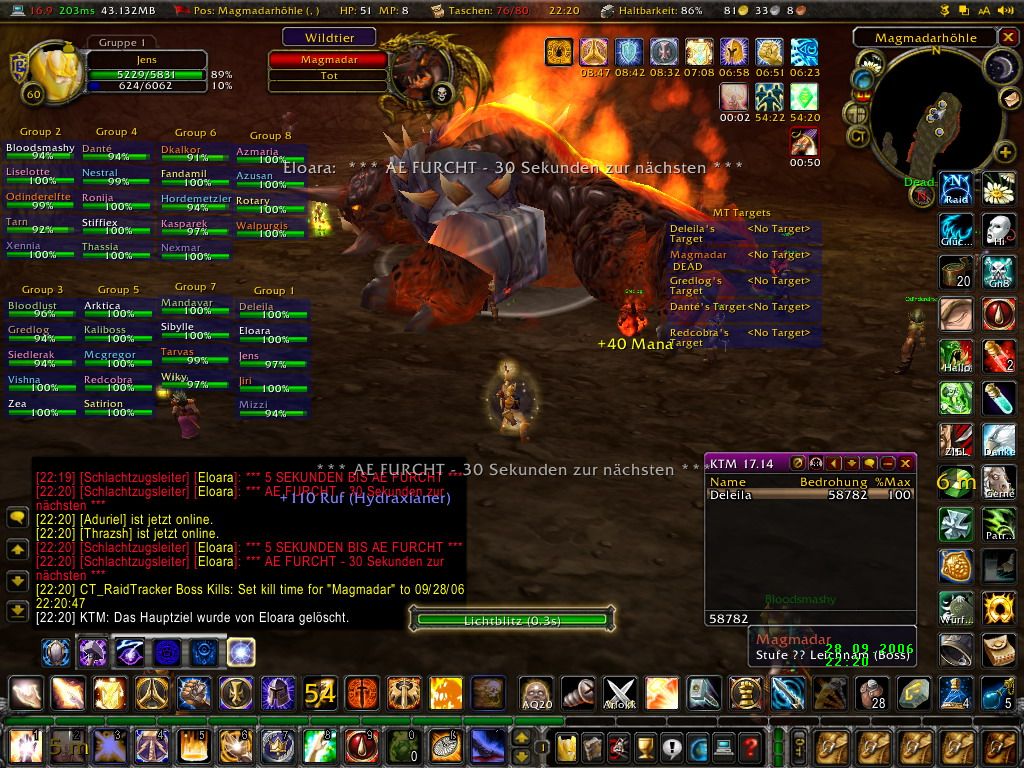 16.9 203ms 43.132MB Pos: Magmadarhöhle (, ) HP: 51 MP: 8 Taschen: 76/80 22:20 Haltbarkeit: 86% 81 33 8
Gruppe 1
Jens
5229/5831 89%
624/6062 10%
60
Wildtier
Magmadar
Tot
08:47 08:42 08:32 07:08 06:58 06:51 06:23
00:02 54:22 54:20
00:50
Magmadarhöhle
N
Dead
Group 2 Group 4 Group 6 Group 8
Bloodsmashy 94% Danté 94% Dkalkor 91% Azmaria 100%
Liselotte 100% Nestral 99% Fandamil 100% Azusan 100%
Odinderelfte 99% Ronija 100% Hordemetzler 94% Rotary 100%
Tarn 92% Stiffiex 100% Kasparek 97% Walpurgis 100%
Xennia 100% Thassia 100% Nexmar 100%
Eloara: *** AE FURCHT - 30 Sekunden zur nächsten ***
MT Targets
Deleila's Target <No Target>
Magmadar DEAD <No Target>
Gredlog's Target <No Target>
Danté's Target <No Target>
Redcobra's Target <No Target>
+40 Mana
Group 3 Group 5 Group 7 Group 1
Bloodlust 96% Arktica 100% Mandavar 100% Deleila 100%
Gredlog 94% Kaliboss 100% Sibylle 100% Eloara 100%
Siedlerak 94% Mcgregor 100% Tarvas 99% Jens 97%
Vishna 100% Redcobra 100% Wiky 97% Jiri 100%
Zea 100% Satirion 100% Mizzi 94%
*** AE FURCHT - 30 Sekunden zur nächsten ***
+110 Ruf (Hydraxianer)
[22:19] [Schlachtzugsleiter] [Eloara]: *** 5 SEKUNDEN BIS AE FURCHT ***
[22:20] [Schlachtzugsleiter] [Eloara]: *** AE FURCHT - 30 Sekunden zur
nächsten ***
[22:20] [Aduriel] ist jetzt online.
[22:20] [Thrazsh] ist jetzt online.
[22:20] [Schlachtzugsleiter] [Eloara]: *** 5 SEKUNDEN BIS AE FURCHT ***
[22:20] [Schlachtzugsleiter] [Eloara]: *** AE FURCHT - 30 Sekunden zur
nächsten ***
[22:20] CT_RaidTracker Boss Kills: Set kill time for "Magmadar" to 09/28/06
22:20:47
[22:20] KTM: Das Hauptziel wurde von Eloara gelöscht.
Lichtblitz (0.3s)
KTM 17.14
Name Bedrohung %Max
Deleila 58782 100
Bloodsmashy
58782
Magmadar
Stufe ?? Leichnam (Boss)
28.09.2006
22:20
Raid
Hi
20
Hallo
2
ZIEL
Danke
6 m
Gerne
Patr...
Würf...
54
AQ20
28
4
5